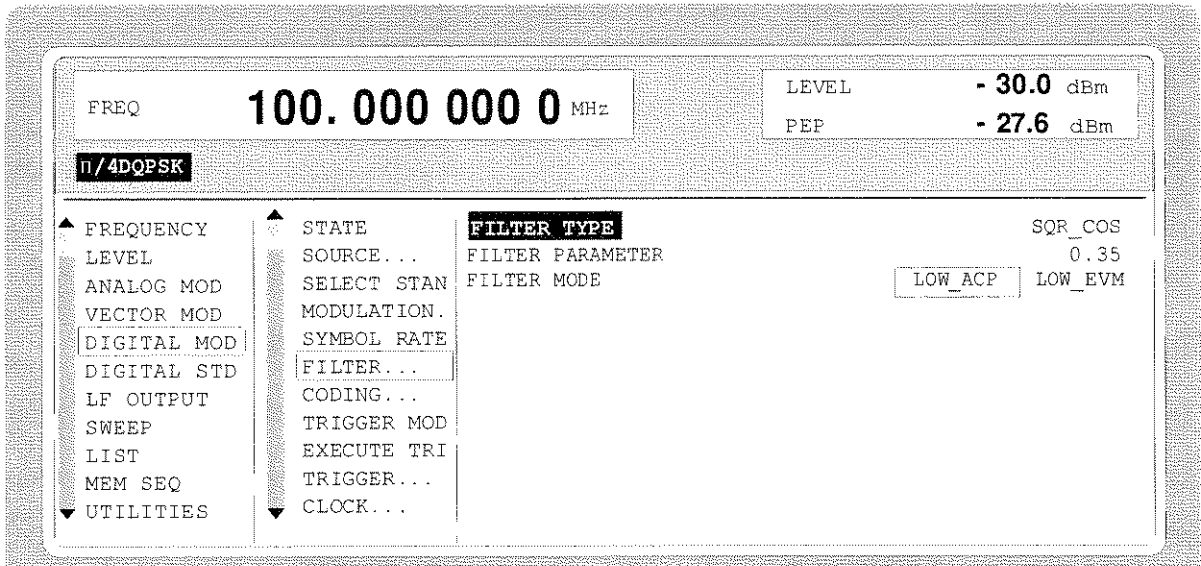 FREQ 100. 000 000 0 MHz
LEVEL - 30.0 dBm
PEP - 27.6 dBm
π/4DQPSK
FREQUENCY
LEVEL
ANALOG MOD
VECTOR MOD
DIGITAL MOD
DIGITAL STD
LF OUTPUT
SWEEP
LIST
MEM SEQ
UTILITIES
STATE
SOURCE...
SELECT STAN
MODULATION.
SYMBOL RATE
FILTER...
CODING...
TRIGGER MOD
EXECUTE TRI
TRIGGER...
CLOCK...
FILTER TYPE SQR_COS
FILTER PARAMETER 0.35
FILTER MODE LOW_ACP LOW_EVM